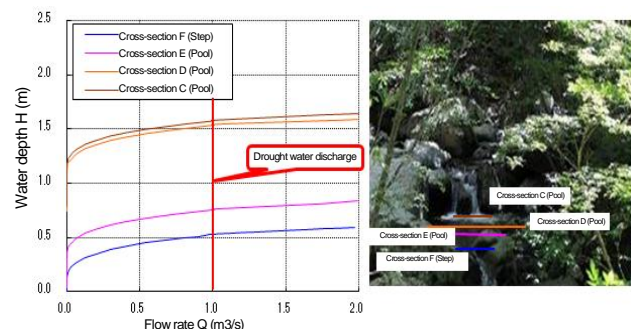 2.5
2.0
1.5
1.0
0.5
0.0
Water depth H (m)
Cross-section F (Step)
Cross-section E (Pool)
Cross-section D (Pool)
Cross-section C (Pool)
Drought water discharge
0.0
0.5
1.0
1.5
2.0
Flow rate Q (m3/s)
Cross-section C (Pool)
Cross-section D (Pool)
Cross-section E (Pool)
Cross-section F (Step)